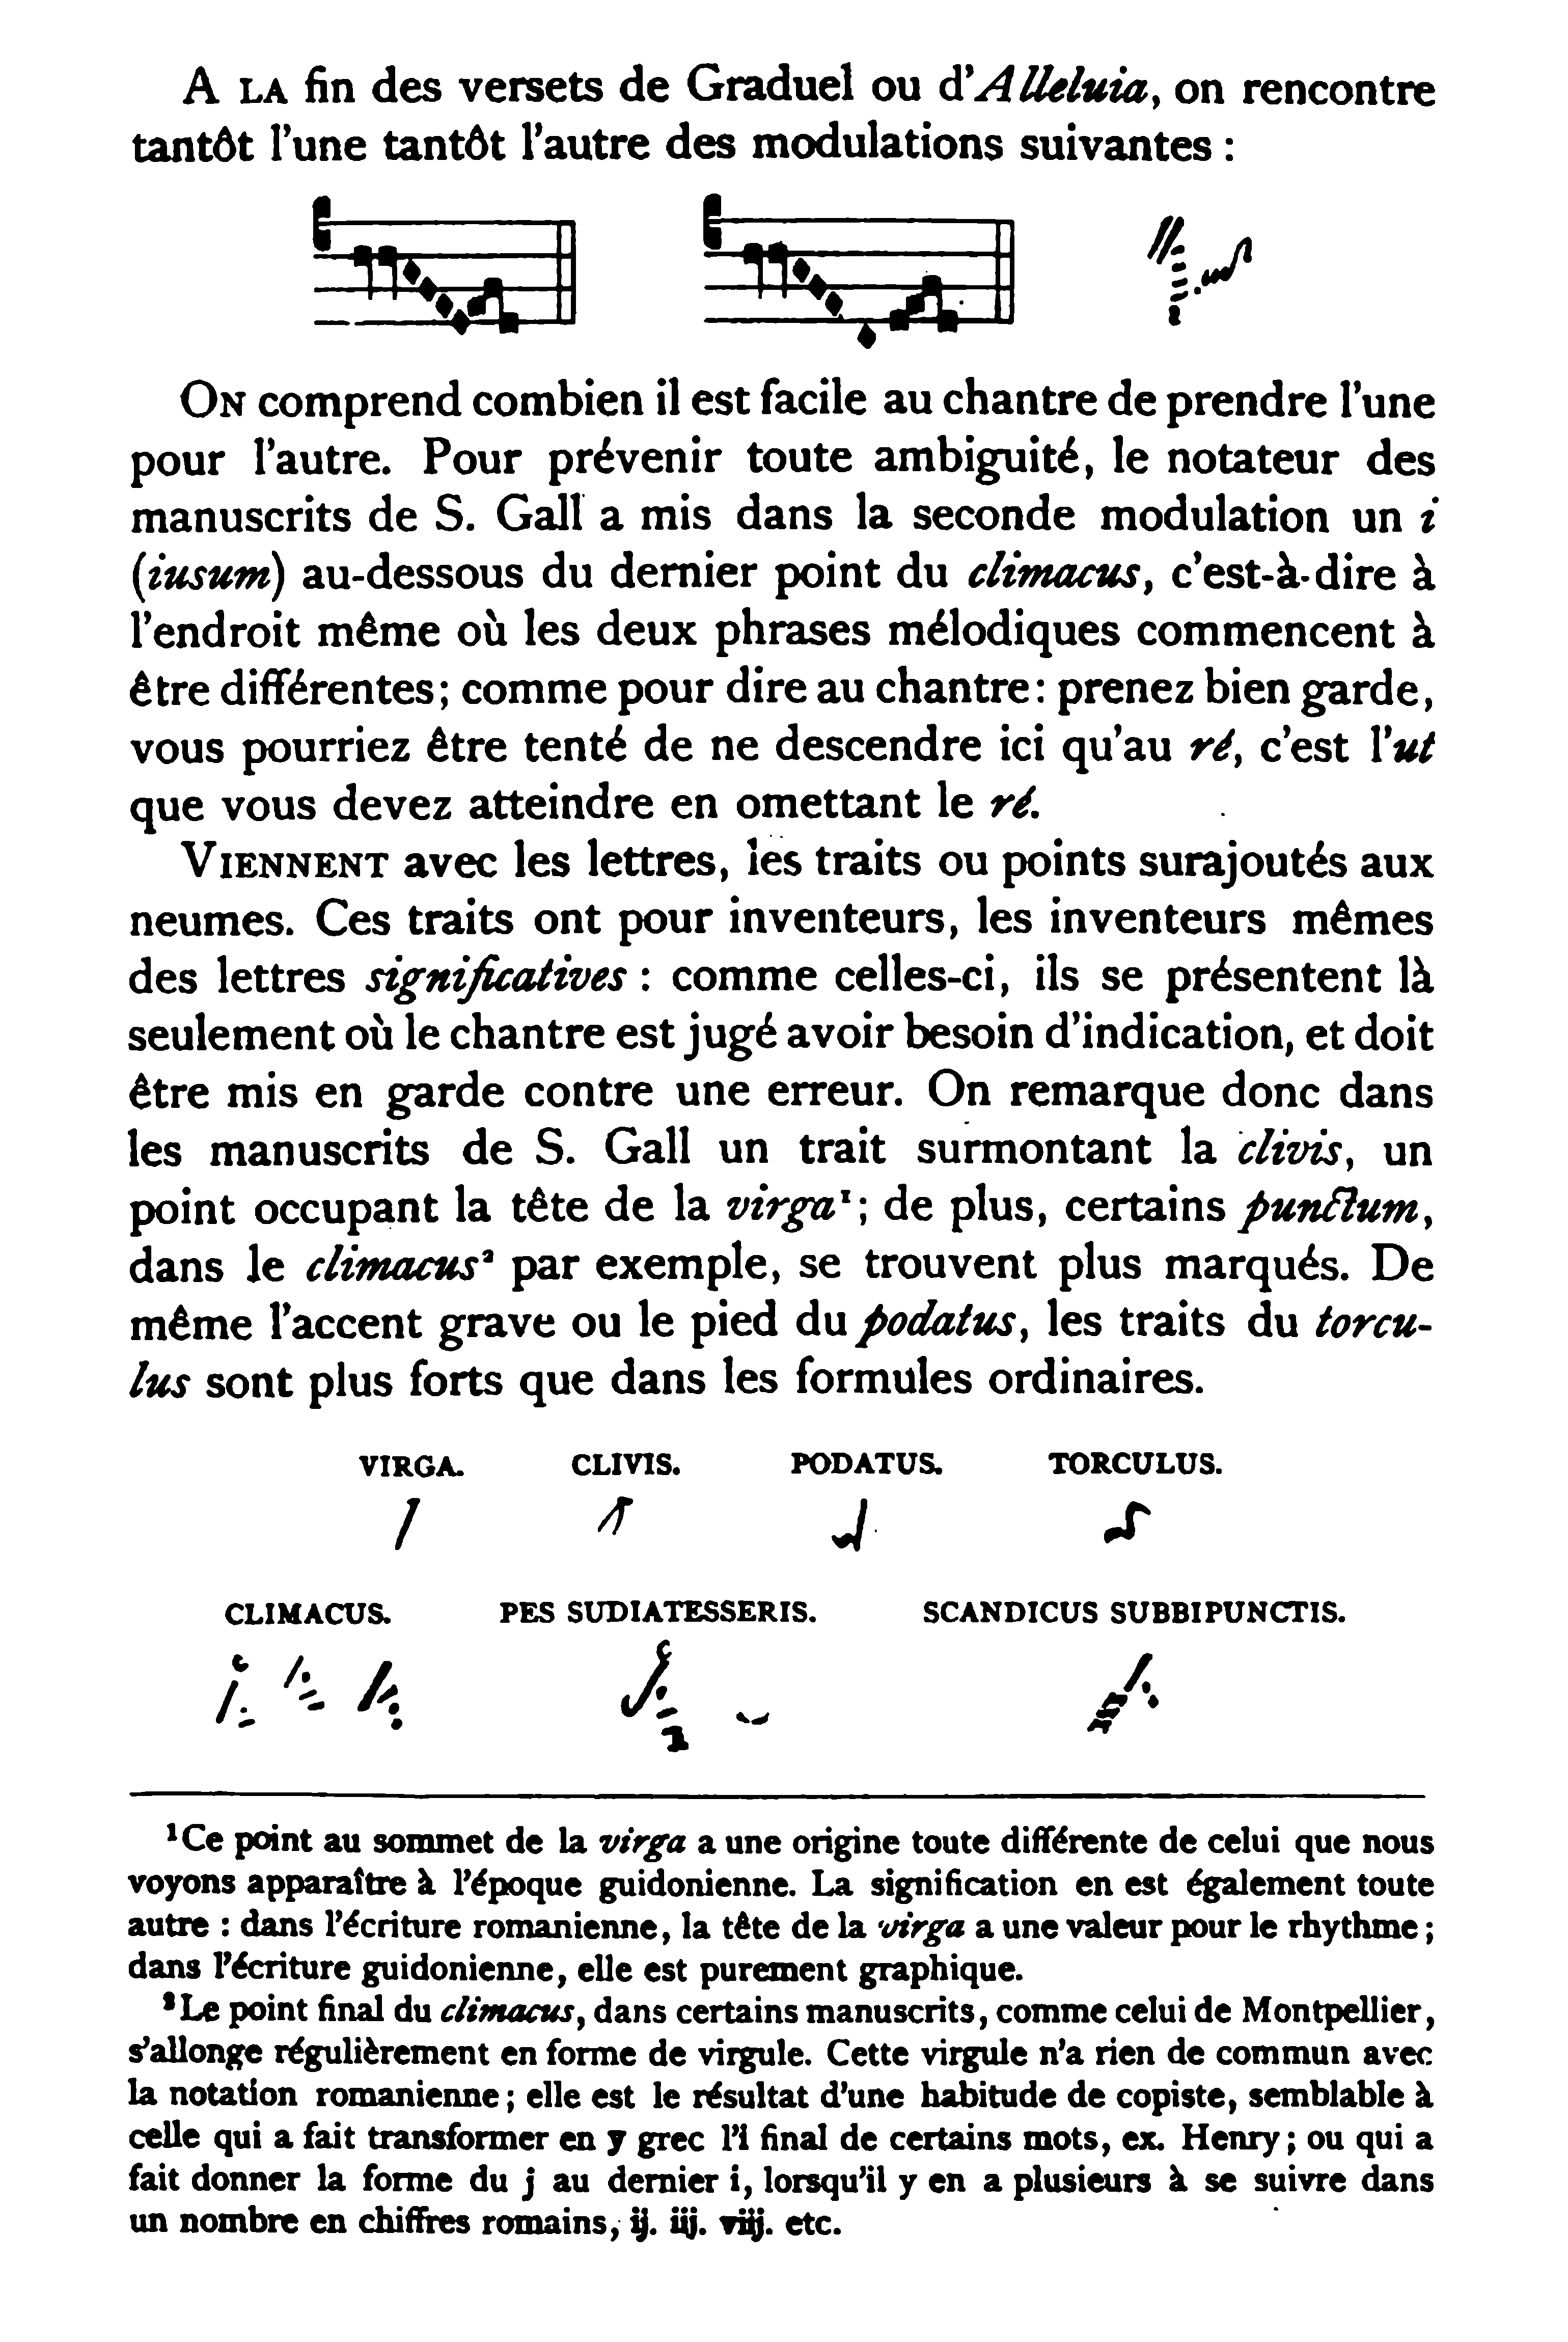 A LA fin des versets de Graduel ou d'Alleluia, on rencontre
tantôt l'une tantôt l'autre des modulations suivantes :
ON comprend combien il est facile au chantre de prendre l'une
pour l'autre. Pour prévenir toute ambiguité, le notateur des
manuscrits de S. Gall a mis dans la seconde modulation un i
(iusum) au-dessous du dernier point du climacus, c'est-à-dire à
l'endroit même où les deux phrases mélodiques commencent à
être différentes; comme pour dire au chantre: prenez bien garde,
vous pourriez être tenté de ne descendre ici qu'au ré, c'est l'ut
que vous devez atteindre en omettant le ré.
VIENNENT avec les lettres, les traits ou points surajoutés aux
neumes. Ces traits ont pour inventeurs, les inventeurs mêmes
des lettres significatives : comme celles-ci, ils se présentent là
seulement où le chantre est jugé avoir besoin d'indication, et doit
être mis en garde contre une erreur. On remarque donc dans
les manuscrits de S. Gall un trait surmontant la clivis, un
point occupant la tête de la virga¹; de plus, certains punctum,
dans le climacus² par exemple, se trouvent plus marqués. De
même l'accent grave ou le pied du podatus, les traits du torcu-
lus sont plus forts que dans les formules ordinaires.
VIRGA. CLIVIS. PODATUS. TORCULUS.
CLIMACUS. PES SUDIATESSERIS. SCANDICUS SUBBIPUNCTIS.
¹Ce point au sommet de la virga a une origine toute différente de celui que nous
voyons apparaître à l'époque guidonienne. La signification en est également toute
autre : dans l'écriture romanienne, la tête de la virga a une valeur pour le rhythme ;
dans l'écriture guidonienne, elle est purement graphique.
²Le point final du climacus, dans certains manuscrits, comme celui de Montpellier,
s'allonge régulièrement en forme de virgule. Cette virgule n'a rien de commun avec
la notation romanienne ; elle est le résultat d'une habitude de copiste, semblable à
celle qui a fait transformer en y grec l'i final de certains mots, ex. Henry ; ou qui a
fait donner la forme du j au dernier i, lorsqu'il y en a plusieurs à se suivre dans
un nombre en chiffres romains, ij. iij. viij. etc.